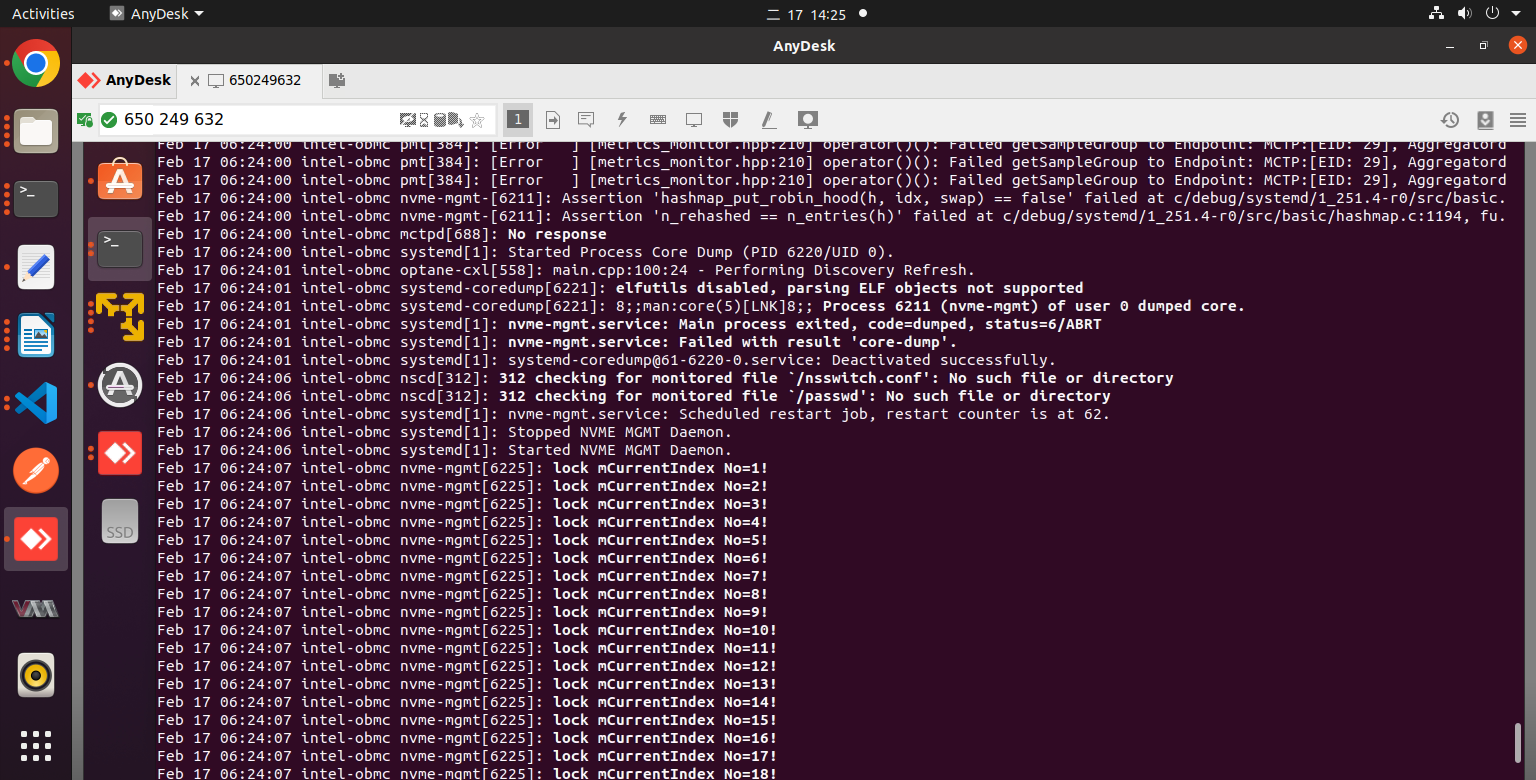 Activities
AnyDesk
二 17 14:25
AnyDesk
AnyDesk
650249632
650 249 632
1
Feb 17 06:24:00 intel-obmc pmt[384]: [Error   ] [metrics_monitor.hpp:210] operator()(): Failed getSampleGroup to Endpoint: MCTP:[EID: 29], Aggregatord
Feb 17 06:24:00 intel-obmc pmt[384]: [Error   ] [metrics_monitor.hpp:210] operator()(): Failed getSampleGroup to Endpoint: MCTP:[EID: 29], Aggregatord
Feb 17 06:24:00 intel-obmc pmt[384]: [Error   ] [metrics_monitor.hpp:210] operator()(): Failed getSampleGroup to Endpoint: MCTP:[EID: 29], Aggregatord
Feb 17 06:24:00 intel-obmc nvme-mgmt-[6211]: Assertion 'hashmap_put_robin_hood(h, idx, swap) == false' failed at c/debug/systemd/1_251.4-r0/src/basic.
Feb 17 06:24:00 intel-obmc nvme-mgmt-[6211]: Assertion 'n_rehashed == n_entries(h)' failed at c/debug/systemd/1_251.4-r0/src/basic/hashmap.c:1194, fu.
Feb 17 06:24:00 intel-obmc mctpd[688]: No response
Feb 17 06:24:00 intel-obmc systemd[1]: Started Process Core Dump (PID 6220/UID 0).
Feb 17 06:24:01 intel-obmc optane-cxl[558]: main.cpp:100:24 - Performing Discovery Refresh.
Feb 17 06:24:01 intel-obmc systemd-coredump[6221]: elfutils disabled, parsing ELF objects not supported
Feb 17 06:24:01 intel-obmc systemd-coredump[6221]: 8;;man:core(5)[LNK]8;; Process 6211 (nvme-mgmt) of user 0 dumped core.
Feb 17 06:24:01 intel-obmc systemd[1]: nvme-mgmt.service: Main process exited, code=dumped, status=6/ABRT
Feb 17 06:24:01 intel-obmc systemd[1]: nvme-mgmt.service: Failed with result 'core-dump'.
Feb 17 06:24:01 intel-obmc systemd[1]: systemd-coredump@61-6220-0.service: Deactivated successfully.
Feb 17 06:24:06 intel-obmc nscd[312]: 312 checking for monitored file `/nsswitch.conf': No such file or directory
Feb 17 06:24:06 intel-obmc nscd[312]: 312 checking for monitored file `/passwd': No such file or directory
Feb 17 06:24:06 intel-obmc systemd[1]: nvme-mgmt.service: Scheduled restart job, restart counter is at 62.
Feb 17 06:24:06 intel-obmc systemd[1]: Stopped NVME MGMT Daemon.
Feb 17 06:24:06 intel-obmc systemd[1]: Started NVME MGMT Daemon.
Feb 17 06:24:07 intel-obmc nvme-mgmt[6225]: lock mCurrentIndex No=1!
Feb 17 06:24:07 intel-obmc nvme-mgmt[6225]: lock mCurrentIndex No=2!
Feb 17 06:24:07 intel-obmc nvme-mgmt[6225]: lock mCurrentIndex No=3!
Feb 17 06:24:07 intel-obmc nvme-mgmt[6225]: lock mCurrentIndex No=4!
Feb 17 06:24:07 intel-obmc nvme-mgmt[6225]: lock mCurrentIndex No=5!
Feb 17 06:24:07 intel-obmc nvme-mgmt[6225]: lock mCurrentIndex No=6!
Feb 17 06:24:07 intel-obmc nvme-mgmt[6225]: lock mCurrentIndex No=7!
Feb 17 06:24:07 intel-obmc nvme-mgmt[6225]: lock mCurrentIndex No=8!
Feb 17 06:24:07 intel-obmc nvme-mgmt[6225]: lock mCurrentIndex No=9!
Feb 17 06:24:07 intel-obmc nvme-mgmt[6225]: lock mCurrentIndex No=10!
Feb 17 06:24:07 intel-obmc nvme-mgmt[6225]: lock mCurrentIndex No=11!
Feb 17 06:24:07 intel-obmc nvme-mgmt[6225]: lock mCurrentIndex No=12!
Feb 17 06:24:07 intel-obmc nvme-mgmt[6225]: lock mCurrentIndex No=13!
Feb 17 06:24:07 intel-obmc nvme-mgmt[6225]: lock mCurrentIndex No=14!
Feb 17 06:24:07 intel-obmc nvme-mgmt[6225]: lock mCurrentIndex No=15!
Feb 17 06:24:07 intel-obmc nvme-mgmt[6225]: lock mCurrentIndex No=16!
Feb 17 06:24:07 intel-obmc nvme-mgmt[6225]: lock mCurrentIndex No=17!
Feb 17 06:24:07 intel-obmc nvme-mgmt[6225]: lock mCurrentIndex No=18!
SSD